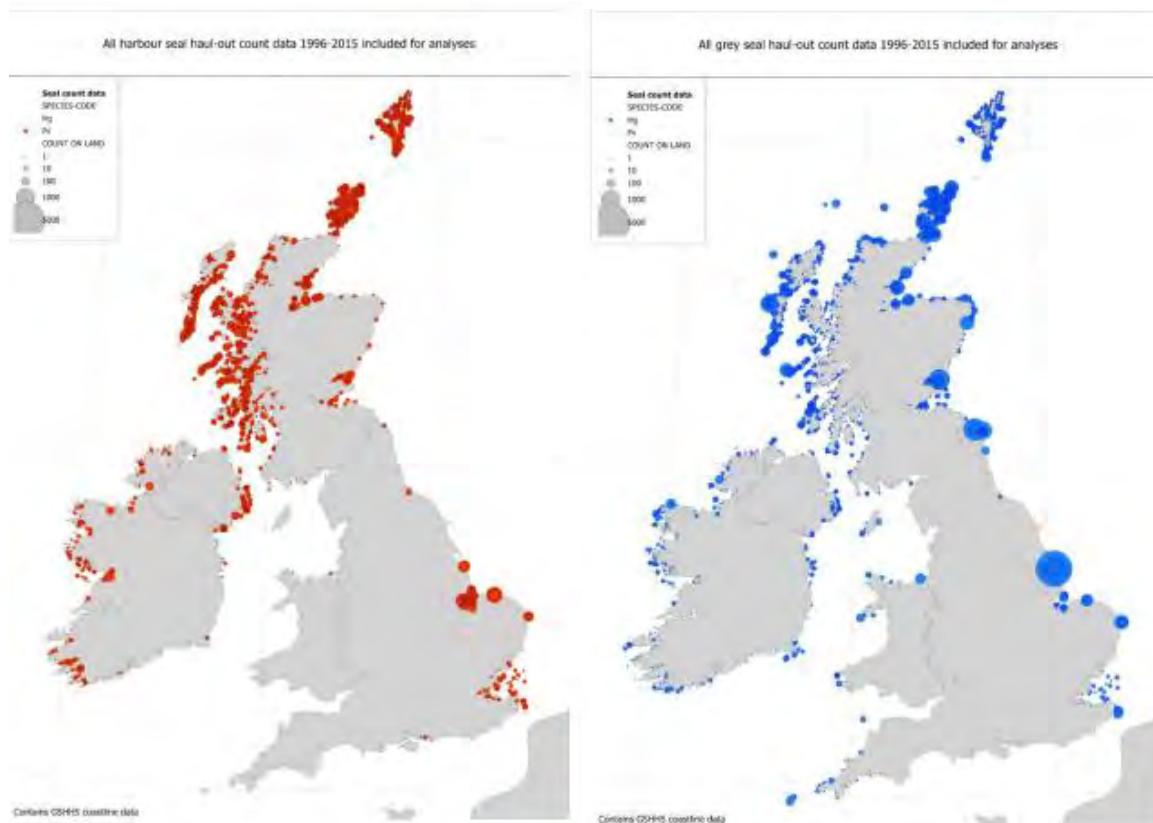 All harbour seal haul-out count data 1996-2015 included for analyses
Seal count data
SPECIES-CODE
Hg
Pv
COUNT ON LAND
1
10
100
1000
5000
Contains GSHHS coastline data
All grey seal haul-out count data 1996-2015 included for analyses
Seal count data
SPECIES-CODE
Hg
Pv
COUNT ON LAND
1
10
100
1000
5000
Contains GSHHS coastline data